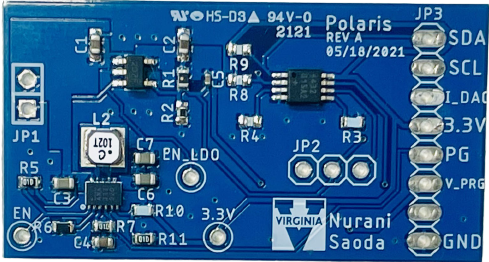 HS-D3 94V-0
2121
Polaris
REV A
05/18/2021
JP3
SDA
SCL
I_DAC
3.3V
PG
V_PRG
GND
C1
C2
R1
C5
R9
R8
R2
R4
R3
JP1
L2
102T
C7
EN_LDO
JP2
R5
C3
C6
EN
R10
3.3V
R6
R7
C4
R11
VIRGINIA
Nurani
Saoda